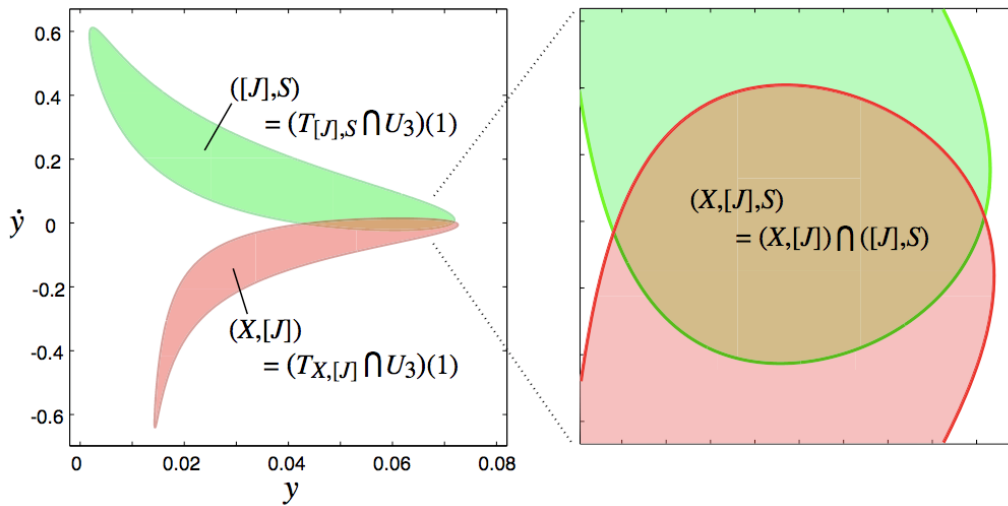 0.6
0.4
0.2
0
-0.2
-0.4
-0.6
ẏ
([J],S)
= (T[J],S ⋂ U3)(1)
(X,[J])
= (TX,[J] ⋂ U3)(1)
0
0.02
0.04
0.06
0.08
y
(X,[J],S)
= (X,[J]) ⋂ ([J],S)